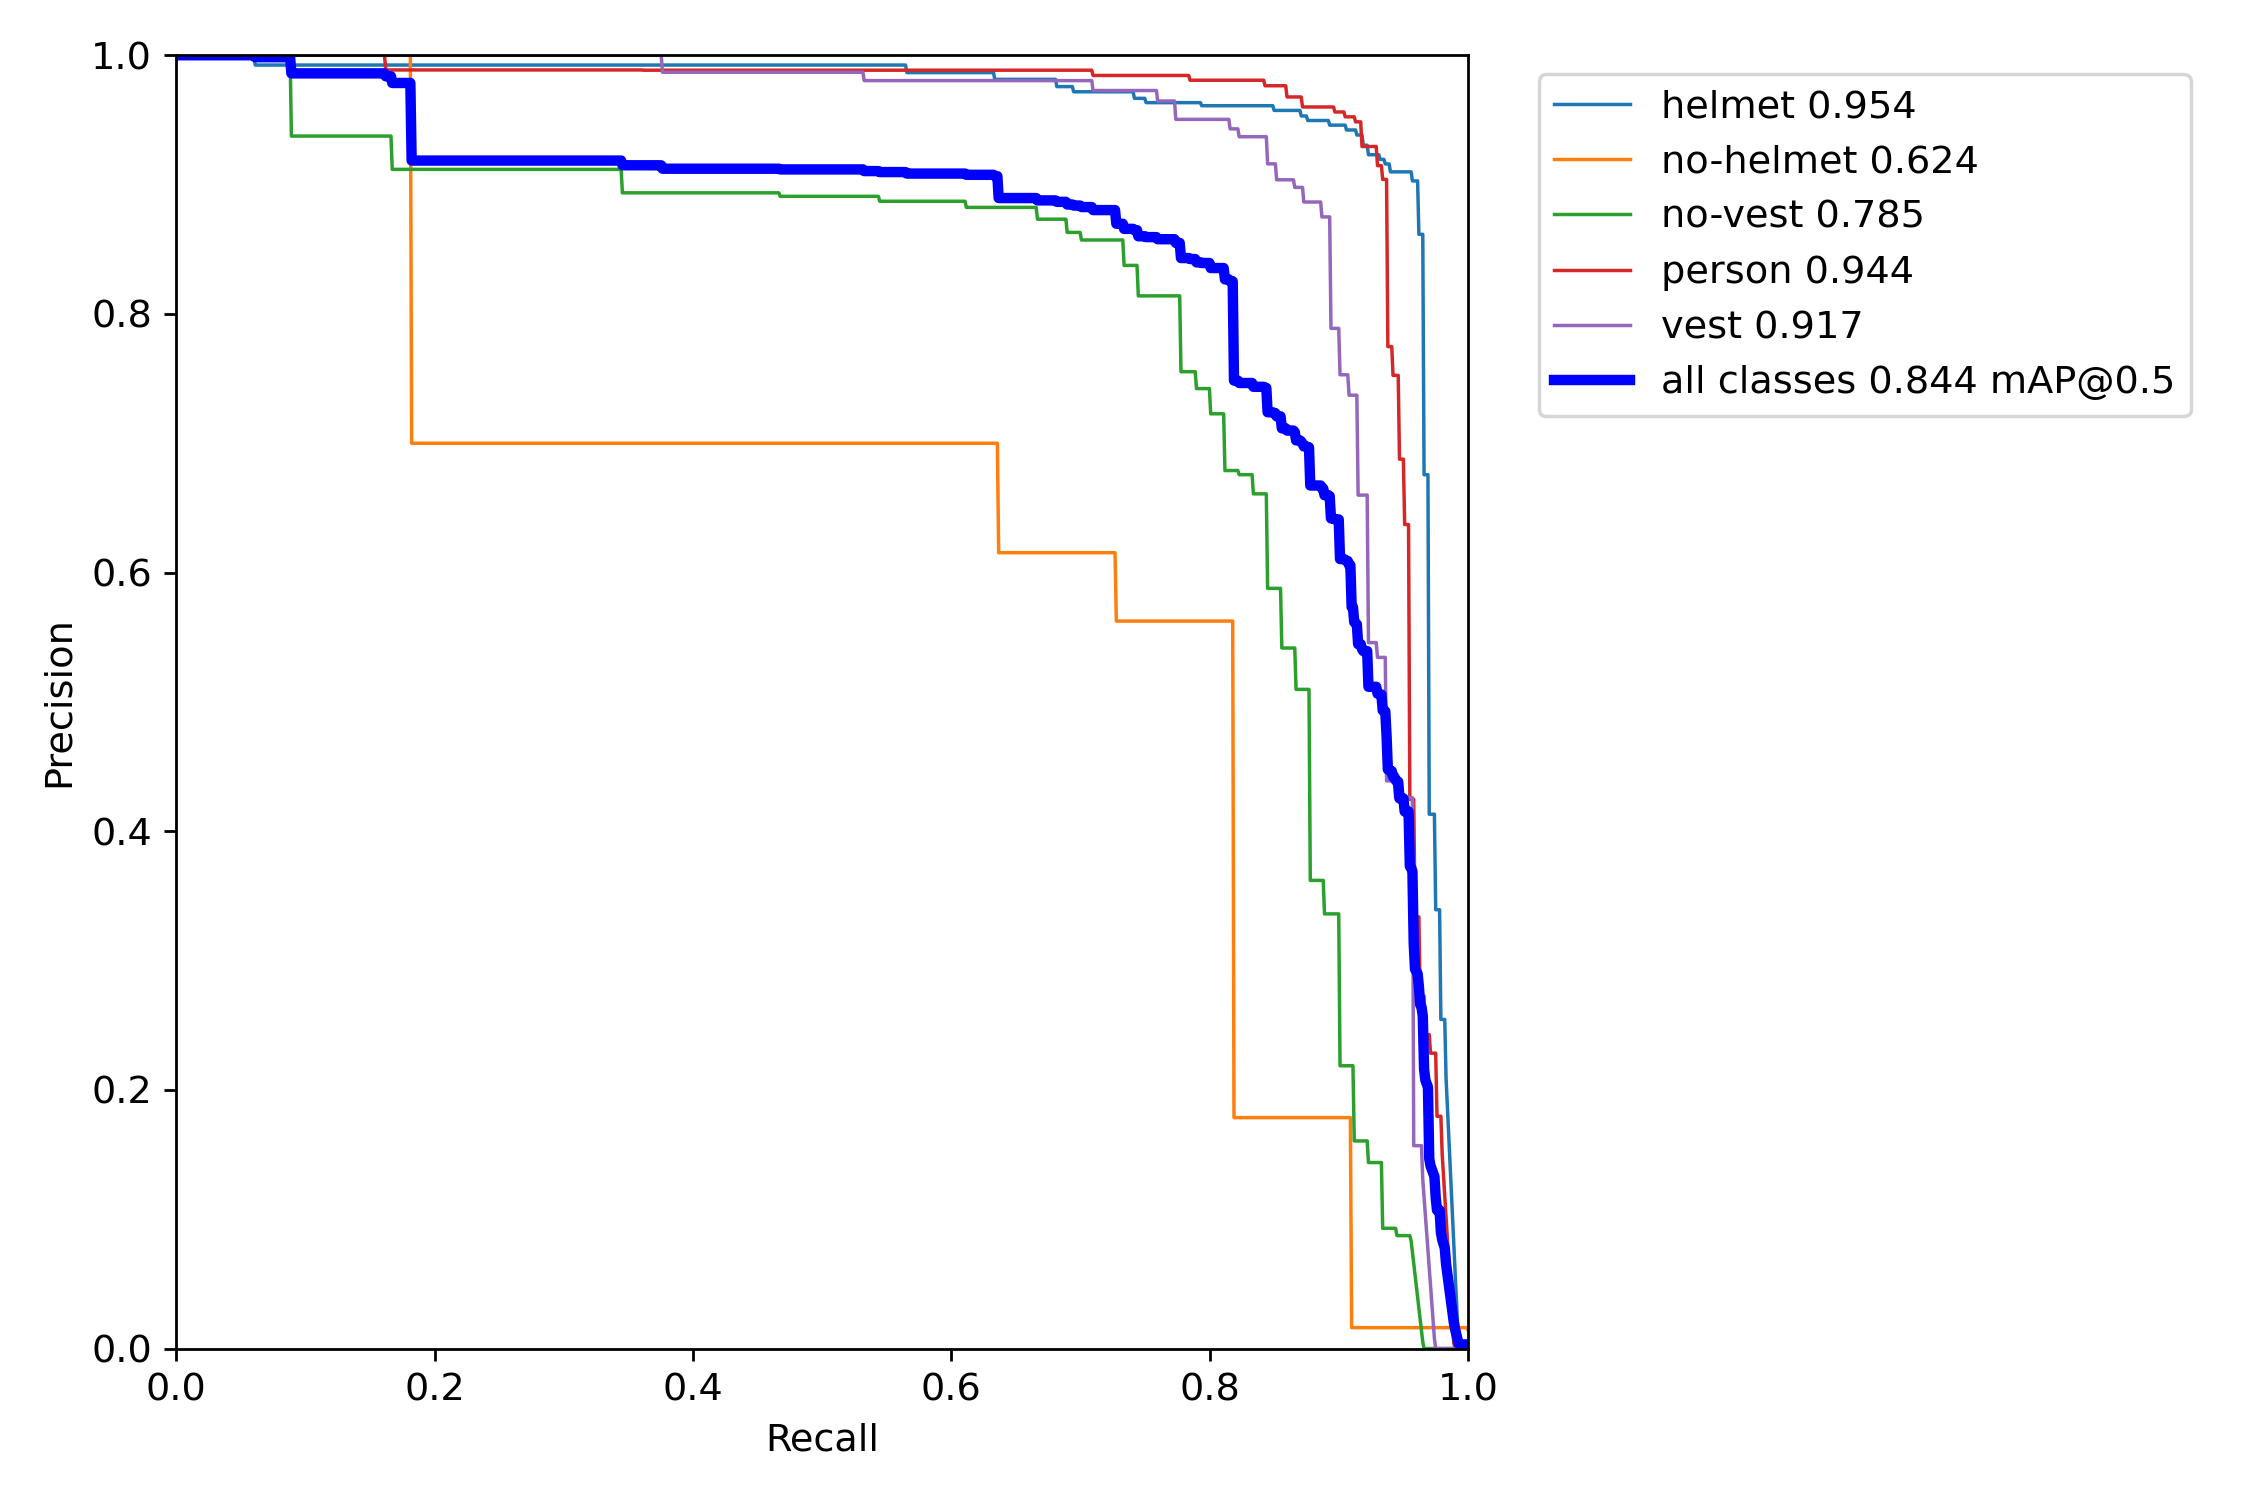 1.0
0.8
0.6
0.4
0.2
0.0
0.0 0.2 0.4 0.6 0.8 1.0
Precision
Recall
helmet 0.954
no-helmet 0.624
no-vest 0.785
person 0.944
vest 0.917
all classes 0.844 mAP@0.5